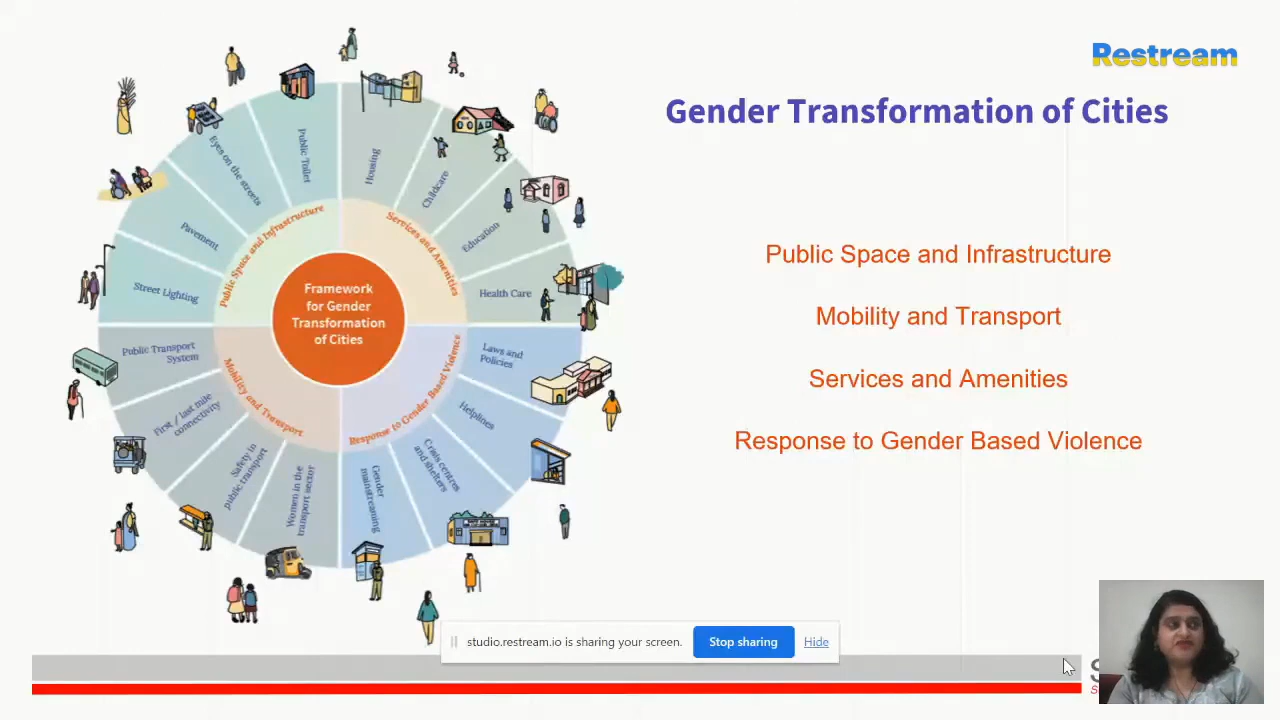 Restream
Gender Transformation of Cities
Public Space and Infrastructure
Mobility and Transport
Services and Amenities
Response to Gender Based Violence
Framework
for Gender
Transformation
of Cities
Public Space and Infrastructure
Services and Amenities
Mobility and Transport
Response to Gender Based Violence
Street Lighting
Pavement
Eyes on the streets
Public Toilet
Housing
Childcare
Education
Health Care
Laws and
Policies
Helplines
Crisis centres
and shelters
Gender
mainstreaming
Women in the
transport sector
Safety in
public transport
First / last mile
connectivity
Public Transport
System
studio.restream.io is sharing your screen.
Stop sharing
Hide